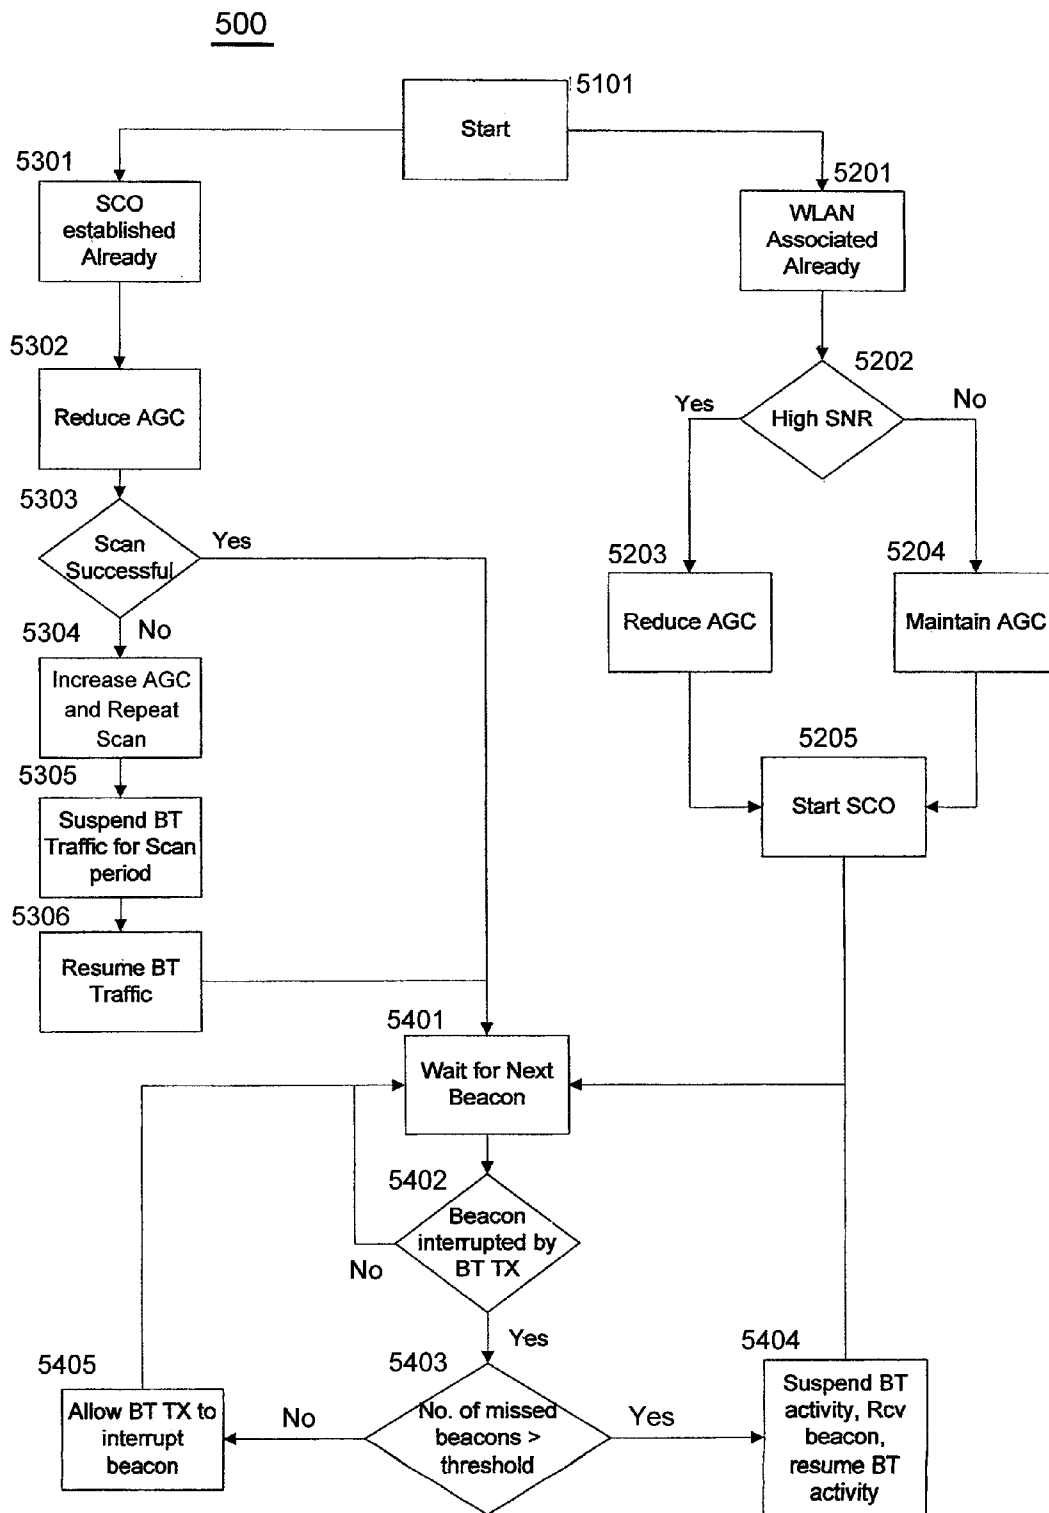 500
5101
Start
5301
SCO
established
Already
5201
WLAN
Associated
Already
5302
Reduce AGC
5202
High SNR
Yes
No
5303
Scan
Successful
Yes
No
5203
Reduce AGC
5204
Maintain AGC
5304
Increase AGC
and Repeat
Scan
5205
Start SCO
5305
Suspend BT
Traffic for Scan
period
5306
Resume BT
Traffic
5401
Wait for Next
Beacon
5402
Beacon
interrupted by
BT TX
No
Yes
5403
No. of missed
beacons >
threshold
No
Yes
5405
Allow BT TX to
interrupt
beacon
5404
Suspend BT
activity, Rcv
beacon,
resume BT
activity